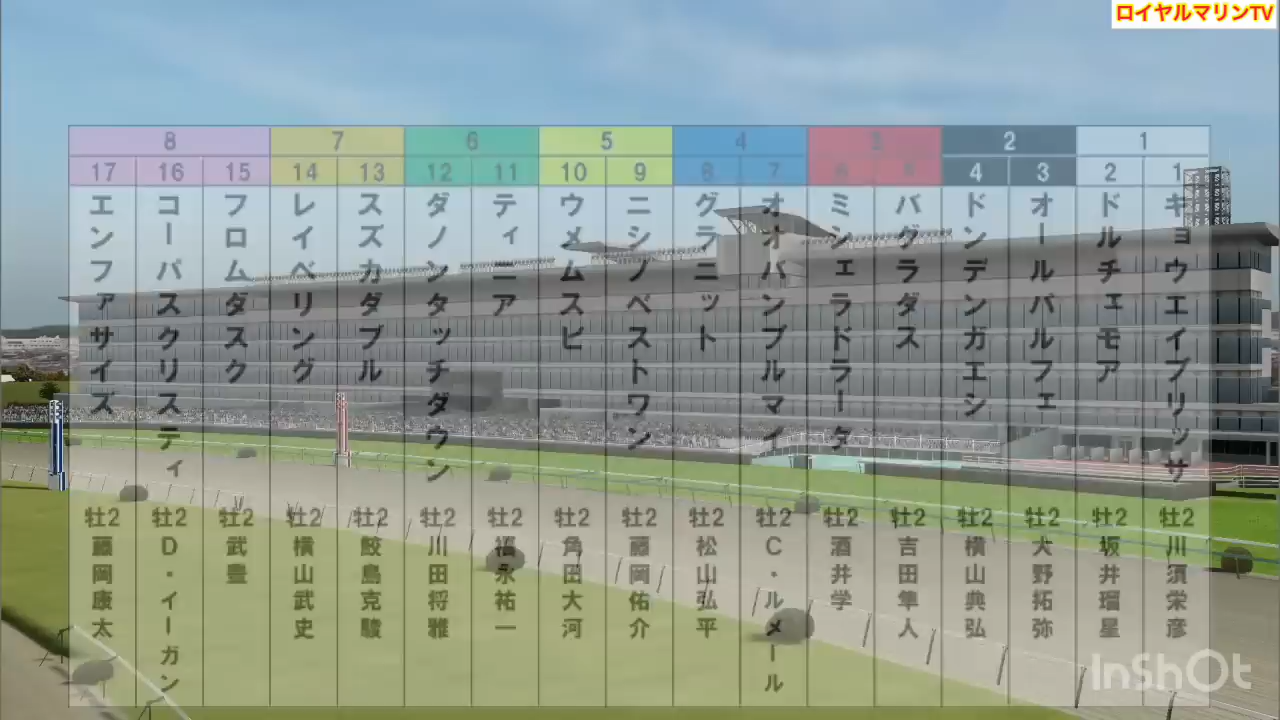 ロイヤルマリンTV
8 7 6 5 4 3 2 1
17 16 15 14 13 12 11 10 9 8 7 6 5 4 3 2 1
キョウエイブリッサ 牡2 川須栄彦
ドルチェモア 牡2 坂井瑠星
オールパルフェ 牡2 大野拓弥
ドンデンガエシ 牡2 横山典弘
バグラダス 牡2 吉田隼人
ミシェラドラータ 牡2 酒井学
オオバンブルマイ 牡2 C・ルメール
グラニット 牡2 松山弘平
ニシノベストワン 牡2 藤岡佑介
ウメムスビ 牡2 角田大河
ティニア 牡2 福永祐一
ダノンタッチダウン 牡2 川田将雅
スズカダブル 牡2 鮫島克駿
レイベリング 牡2 横山武史
フロムダスク 牡2 武豊
コーパスクリスティ 牡2 D・イーガン
エンファサイズ 牡2 藤岡康太
InShOt